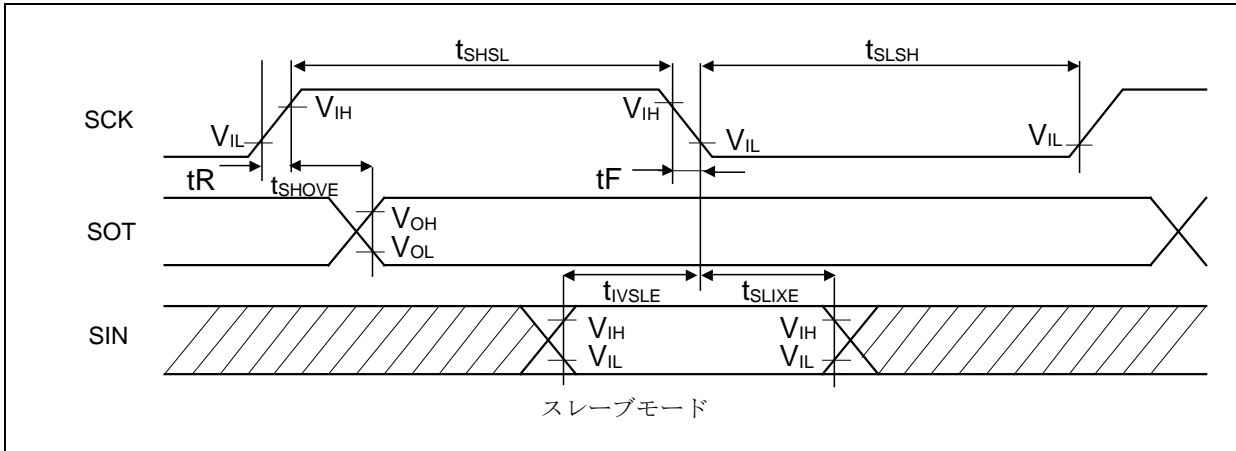 tSHSL tSLSH
SCK VIL VIH VIH VIL VIL
tR tSHOVE tF
SOT VOH VOL
tIVSLE tSLIXE
SIN VIH VIL VIH VIL
スレーブモード